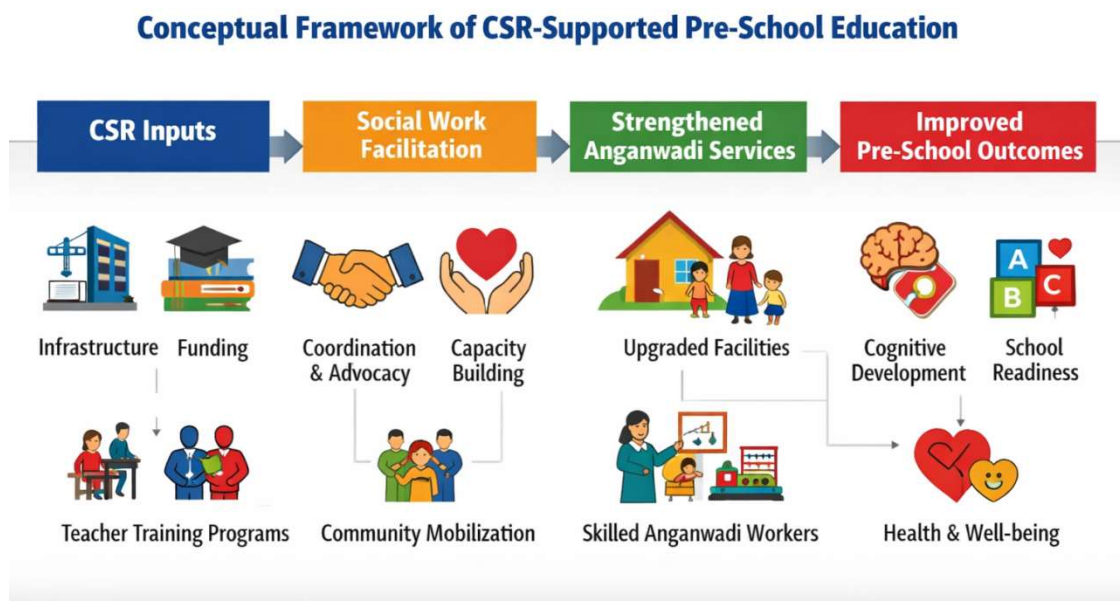 Conceptual Framework of CSR-Supported Pre-School Education
CSR Inputs
Social Work
Facilitation
Strengthened
Anganwadi Services
Improved
Pre-School Outcomes
Infrastructure
Funding
Coordination
& Advocacy
Capacity
Building
Upgraded Facilities
Cognitive
Development
School
Readiness
A
B
C
Teacher Training Programs
Community Mobilization
Skilled Anganwadi Workers
Health & Well-being